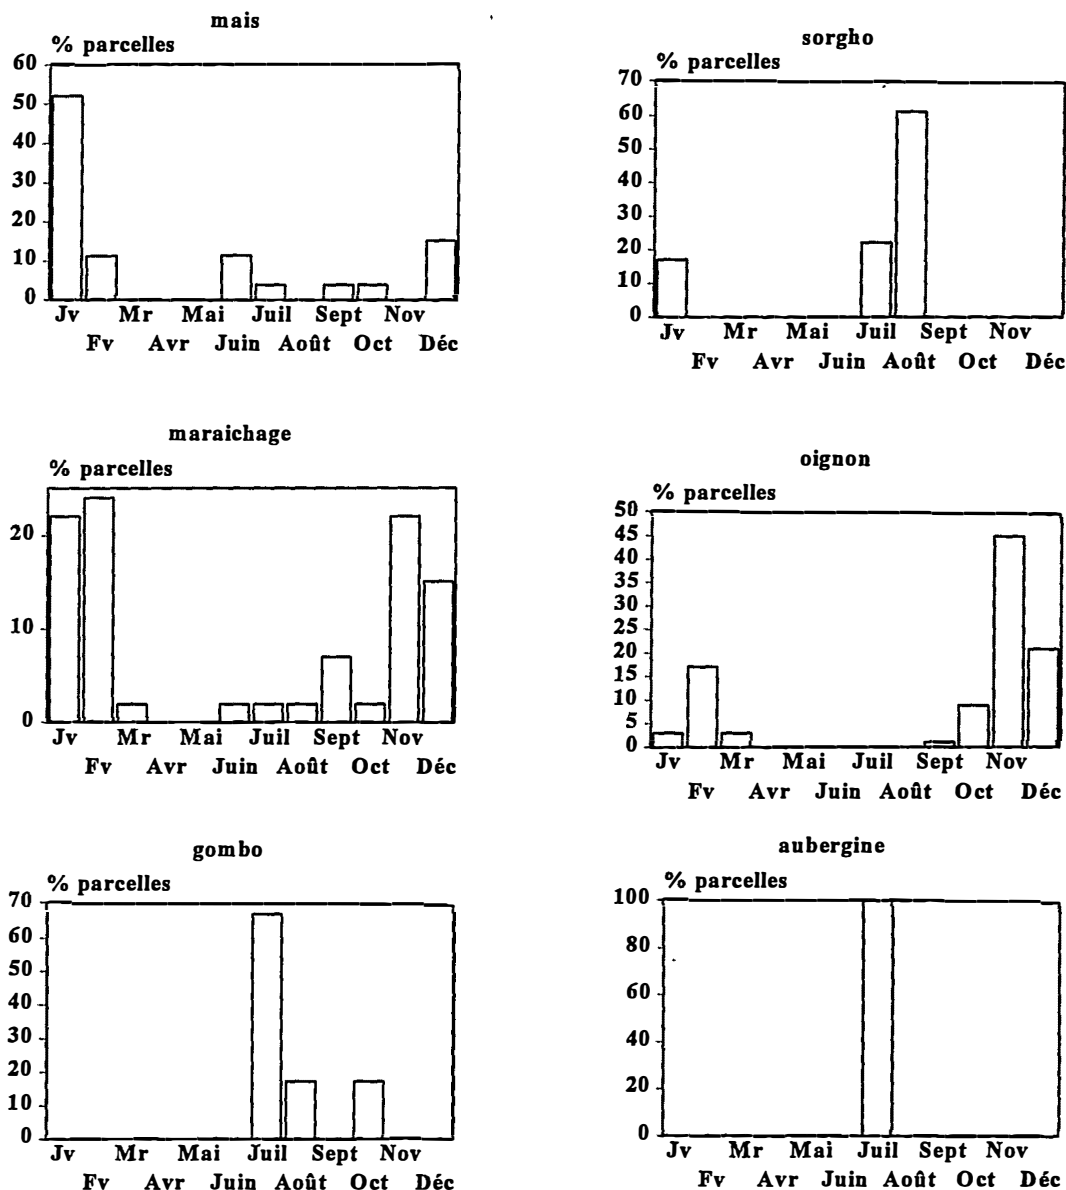 mais
% parcelles
60
50
40
30
20
10
0
Jv Mr Mai Juil Sept Nov
Fv Avr Juin Août Oct Déc
sorgho
% parcelles
70
60
50
40
30
20
10
0
Jv Mr Mai Juil Sept Nov
Fv Avr Juin Août Oct Déc
maraichage
% parcelles
20
10
0
Jv Mr Mai Juil Sept Nov
Fv Avr Juin Août Oct Déc
oignon
% parcelles
50
45
40
35
30
25
20
15
10
5
0
Jv Mr Mai Juil Sept Nov
Fv Avr Juin Août Oct Déc
gombo
% parcelles
70
60
50
40
30
20
10
0
Jv Mr Mai Juil Sept Nov
Fv Avr Juin Août Oct Déc
aubergine
% parcelles
100
80
60
40
20
0
Jv Mr Mai Juil Sept Nov
Fv Avr Juin Août Oct Déc